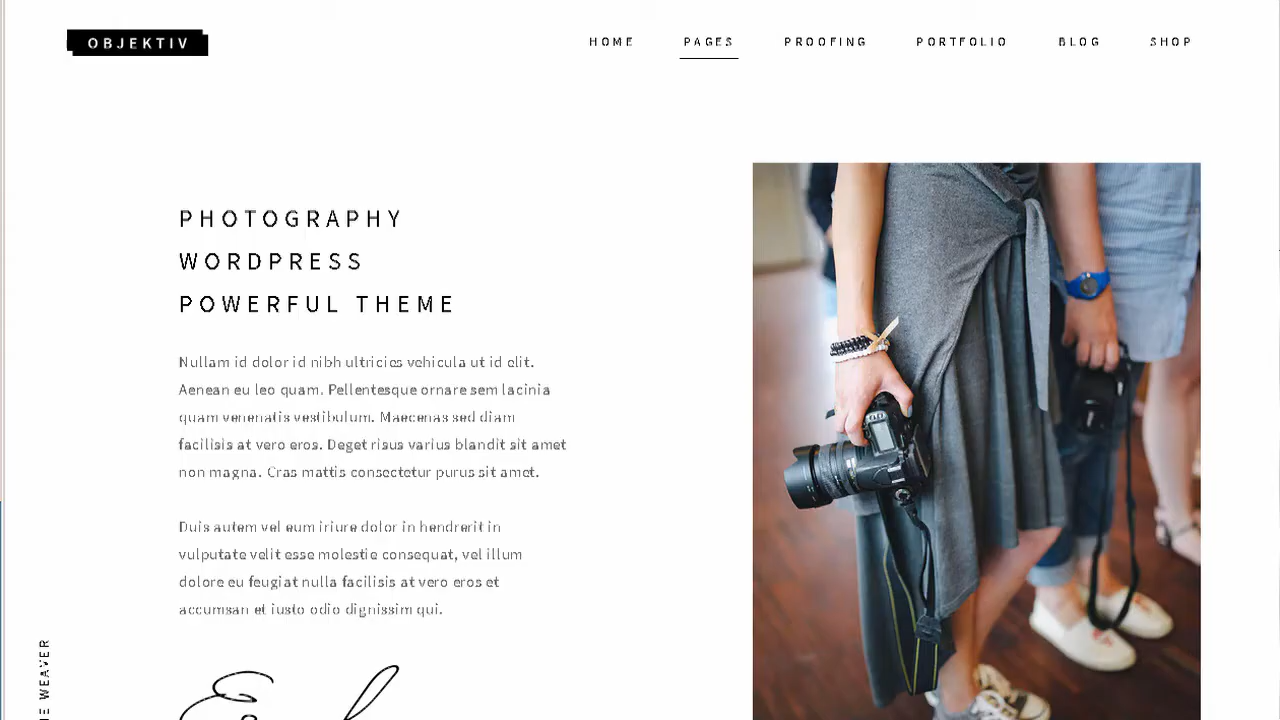 OBJEKTIV
HOME PAGES PROOFING PORTFOLIO BLOG SHOP
PHOTOGRAPHY
WORDPRESS
POWERFUL THEME
Nullam id dolor id nibh ultricies vehicula ut id elit.
Aenean eu leo quam. Pellentesque ornare sem lacinia
quam venenatis vestibulum. Maecenas sed diam
facilisis at vero eros. Deget risus varius blandit sit amet
non magna. Cras mattis consectetur purus sit amet.
Duis autem vel eum iriure dolor in hendrerit in
vulputate velit esse molestie consequat, vel illum
dolore eu feugiat nulla facilisis at vero eros et
accumsan et iusto odio dignissim qui.
WEAVER